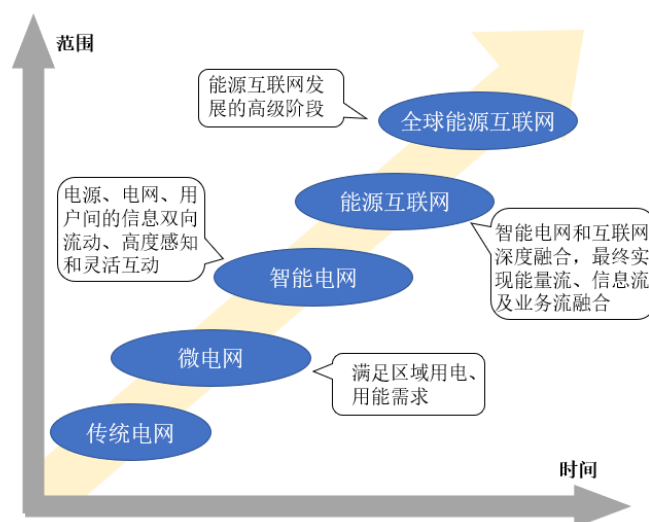 范围
能源互联网发
展的高级阶段
全球能源互联网
电源、电网、用
户间的信息双向
流动、高度感知
和灵活互动
能源互联网
智能电网和互联网
深度融合，最终实
现能量流、信息流
及业务流融合
智能电网
微电网
满足区域用电、
用能需求
传统电网
时间